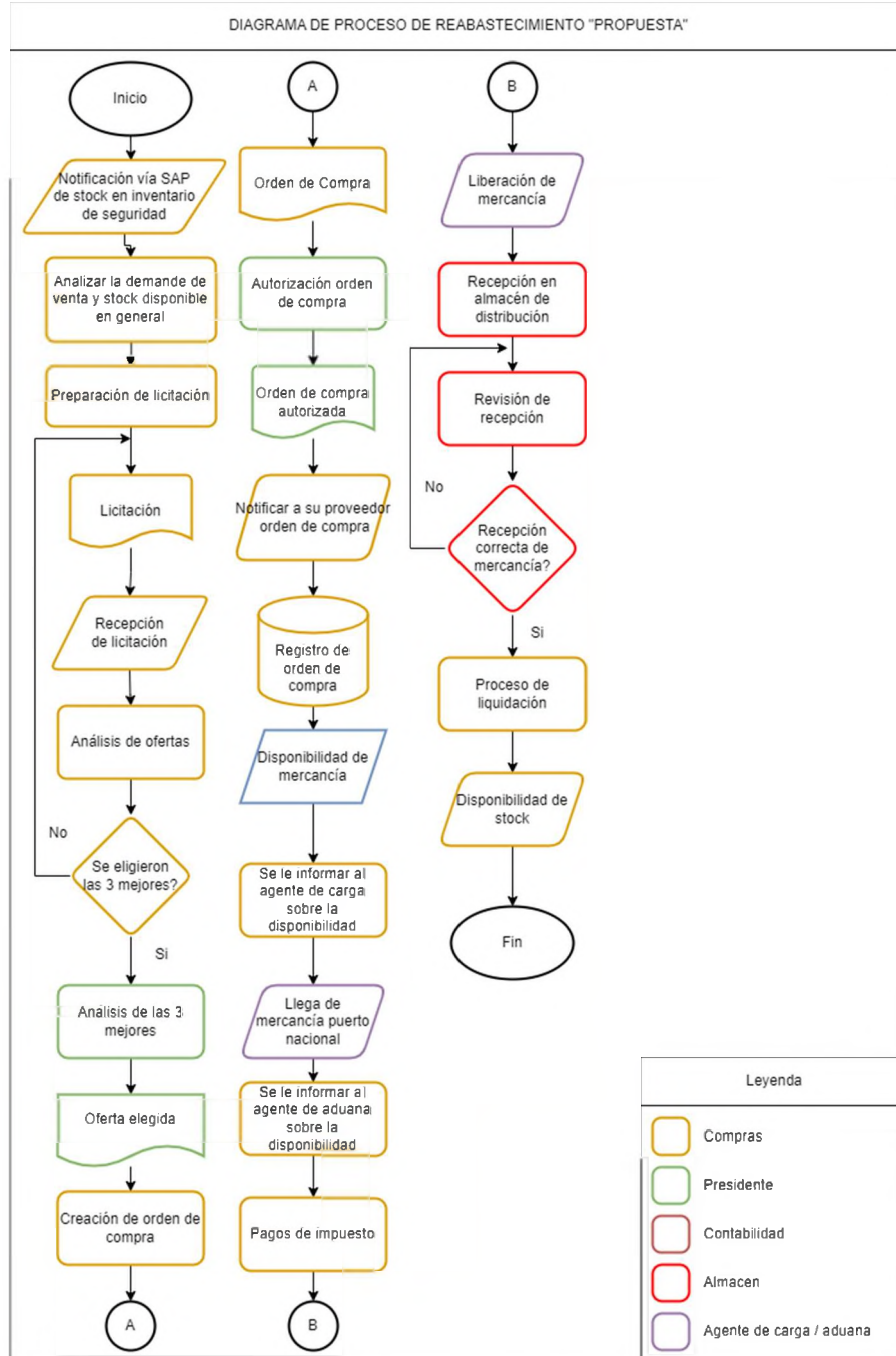 DIAGRAMA DE PROCESO DE REABASTECIMIENTO "PROPUESTA"
Inicio
Notificación vía SAP
de stock en inventario
de seguridad
Analizar la demande de
venta y stock disponible
en general
Preparación de licitación
Licitación
Recepción
de licitación
Análisis de ofertas
No
Se eligieron
las 3 mejores?
Si
Análisis de las 3
mejores
Oferta elegida
Creación de orden de
compra
A
A
Orden de Compra
Autorización orden
de compra
Orden de compra
autorizada
Notificar a su proveedor
orden de compra
Registro de
orden de
compra
Disponibilidad de
mercancía
Se le informar al
agente de carga
sobre la
disponibilidad
Llega de
mercancía puerto
nacional
Se le informar al
agente de aduana
sobre la
disponibilidad
Pagos de impuesto
B
B
Liberación de
mercancía
Recepción en
almacén de
distribución
Revisión de
recepción
No
Recepción
correcta de
mercancía?
Si
Proceso de
liquidación
Disponibilidad de
stock
Fin
Leyenda
Compras
Presidente
Contabilidad
Almacen
Agente de carga / aduana